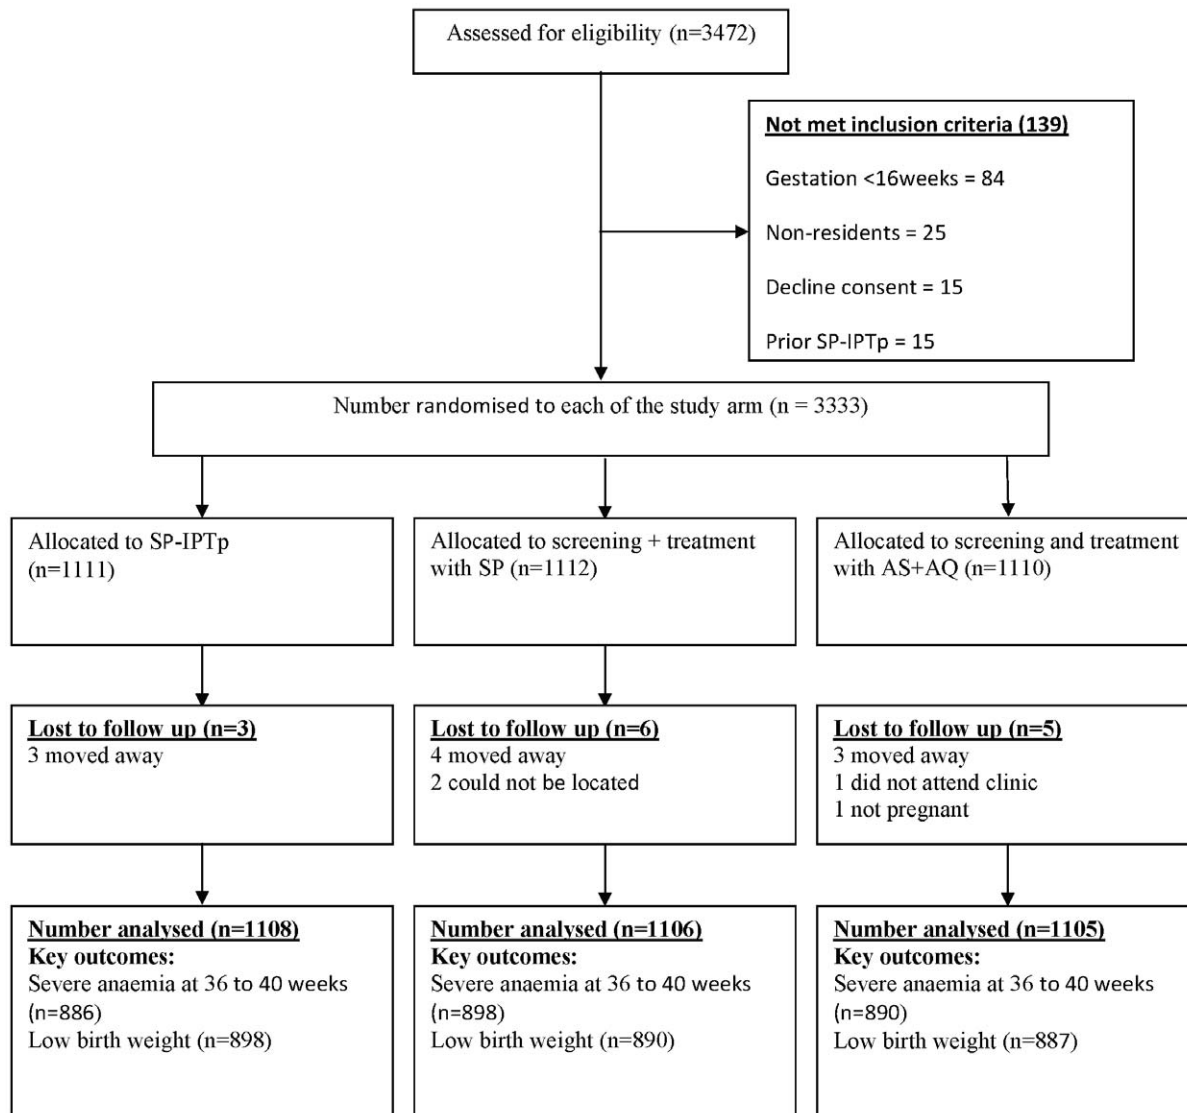 Assessed for eligibility (n=3472)
Not met inclusion criteria (139)
Gestation <16weeks = 84
Non-residents = 25
Decline consent = 15
Prior SP-IPTp = 15
Number randomised to each of the study arm (n = 3333)
Allocated to SP-IPTp
(n=1111)
Allocated to screening + treatment
with SP (n=1112)
Allocated to screening and treatment
with AS+AQ (n=1110)
Lost to follow up (n=3)
3 moved away
Lost to follow up (n=6)
4 moved away
2 could not be located
Lost to follow up (n=5)
3 moved away
1 did not attend clinic
1 not pregnant
Number analysed (n=1108)
Key outcomes:
Severe anaemia at 36 to 40 weeks
(n=886)
Low birth weight (n=898)
Number analysed (n=1106)
Key outcomes:
Severe anaemia at 36 to 40 weeks
(n=898)
Low birth weight (n=890)
Number analysed (n=1105)
Key outcomes:
Severe anaemia at 36 to 40 weeks
(n=890)
Low birth weight (n=887)